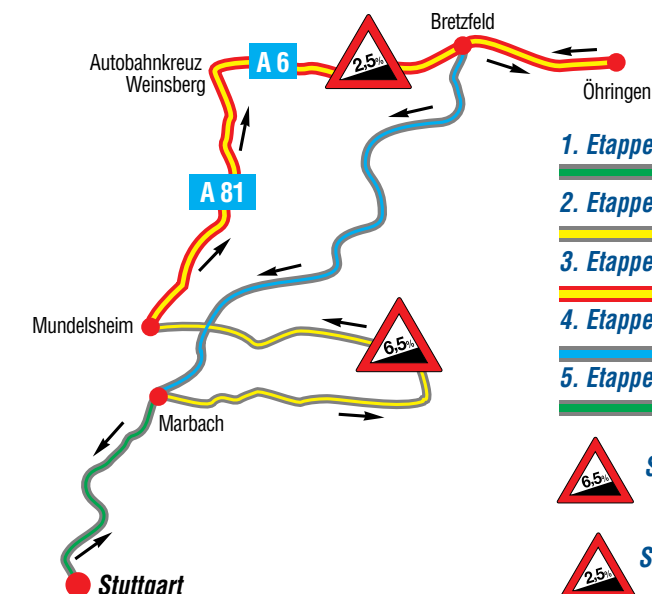 Bretzfeld
Autobahnkreuz
Weinsberg
A 6
2,5%
Öhringen
1. Etappe
A 81
2. Etappe
3. Etappe
Mundelsheim
4. Etappe
6,5%
5. Etappe
Marbach
6,5%
S
2,5%
S
Stuttgart